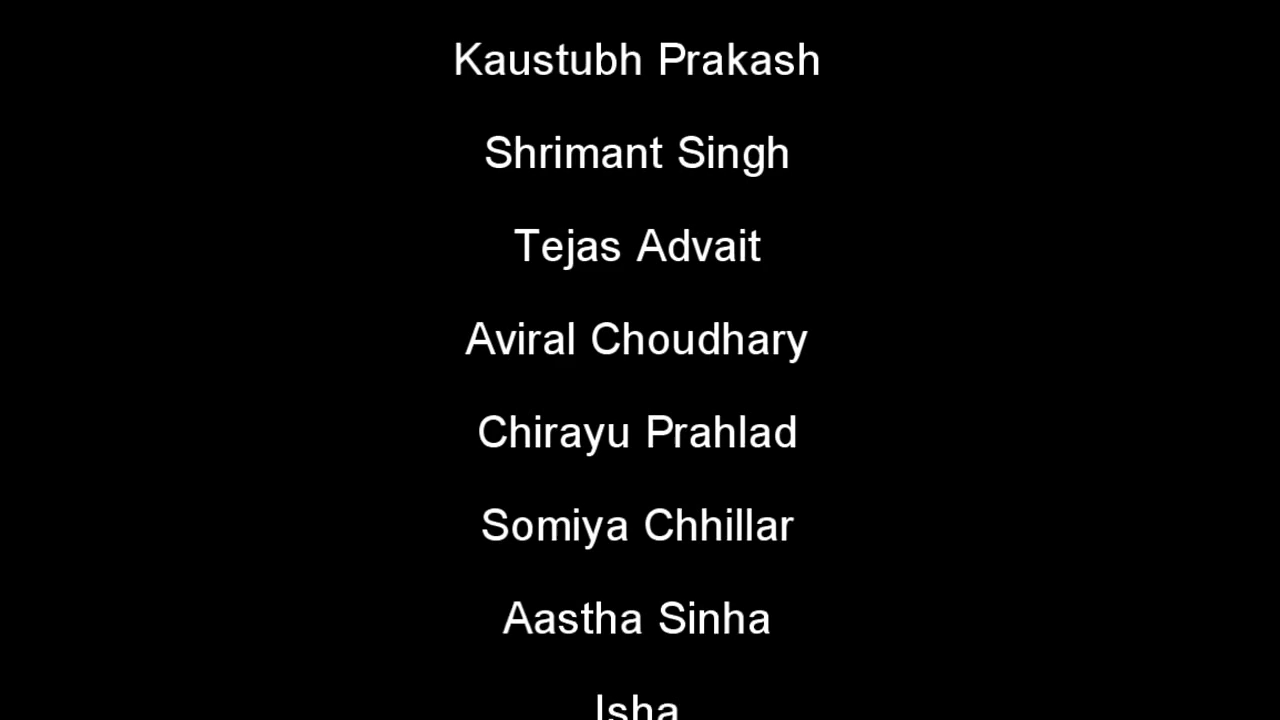 Kaustubh Prakash
Shrimant Singh
Tejas Advait
Aviral Choudhary
Chirayu Prahlad
Somiya Chhillar
Aastha Sinha
Isha